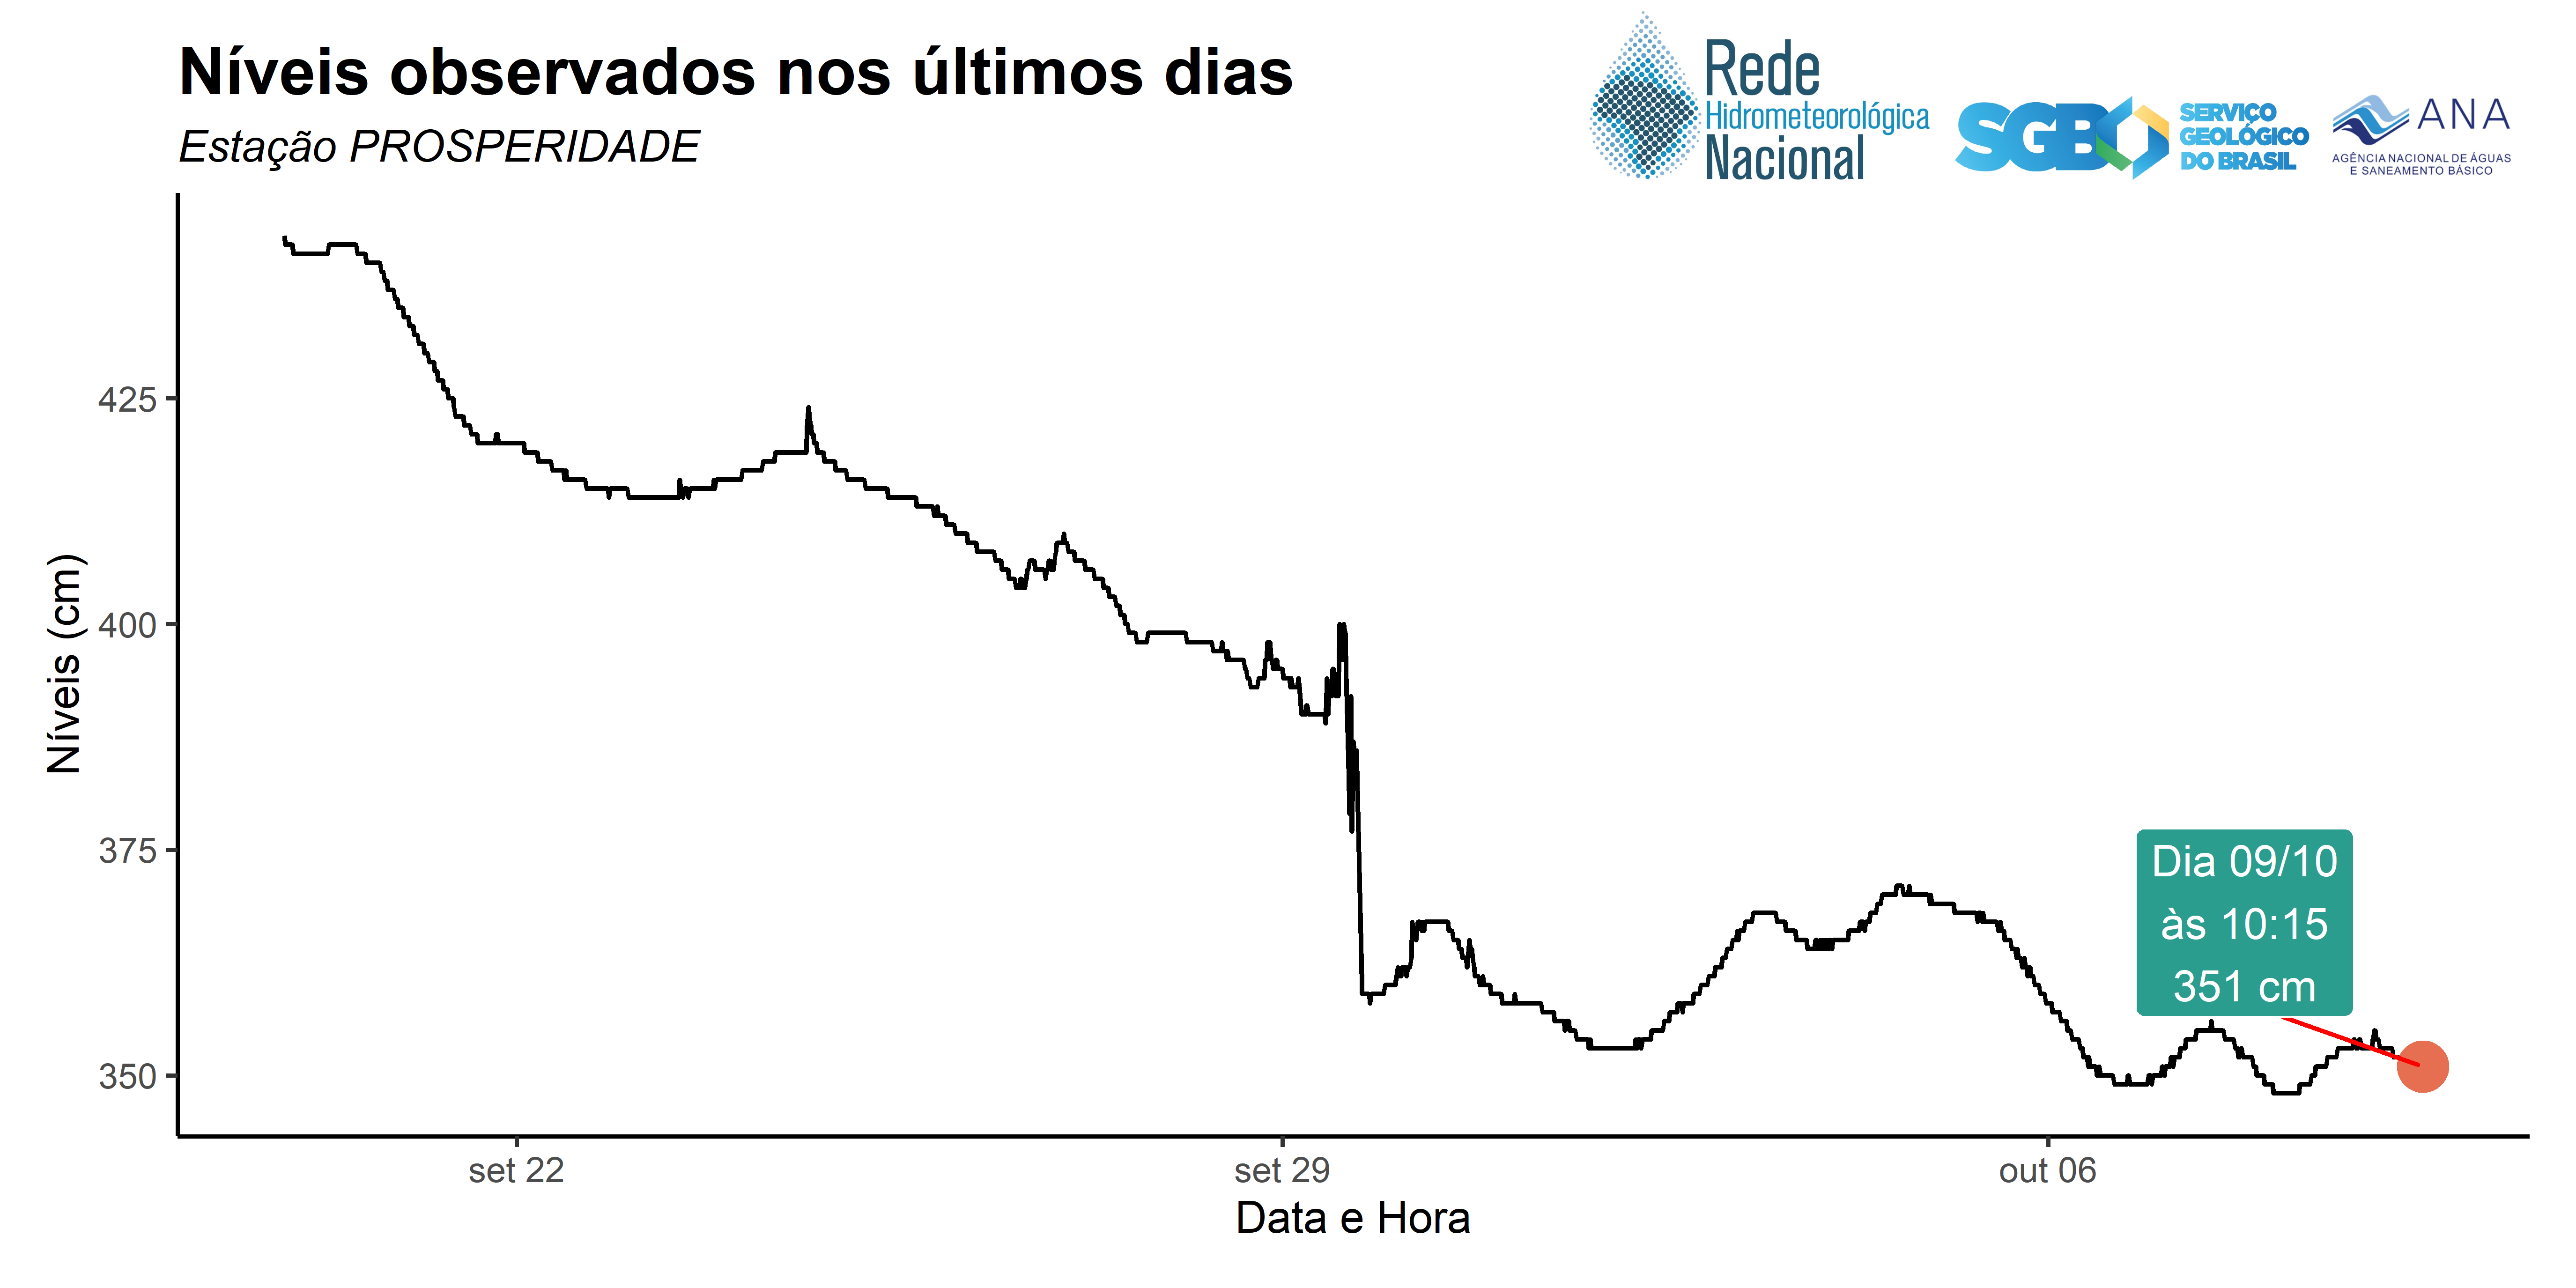 Níveis observados nos últimos dias
Estação PROSPERIDADE
Rede
Hidrometeorológica
Nacional
SGB
SERVIÇO
GEOLÓGICO
DO BRASIL
ANA
AGÊNCIA NACIONAL DE ÁGUAS
E SANEAMENTO BÁSICO
Níveis (cm)
425
400
375
350
Dia 09/10
às 10:15
351 cm
set 22
set 29
out 06
Data e Hora